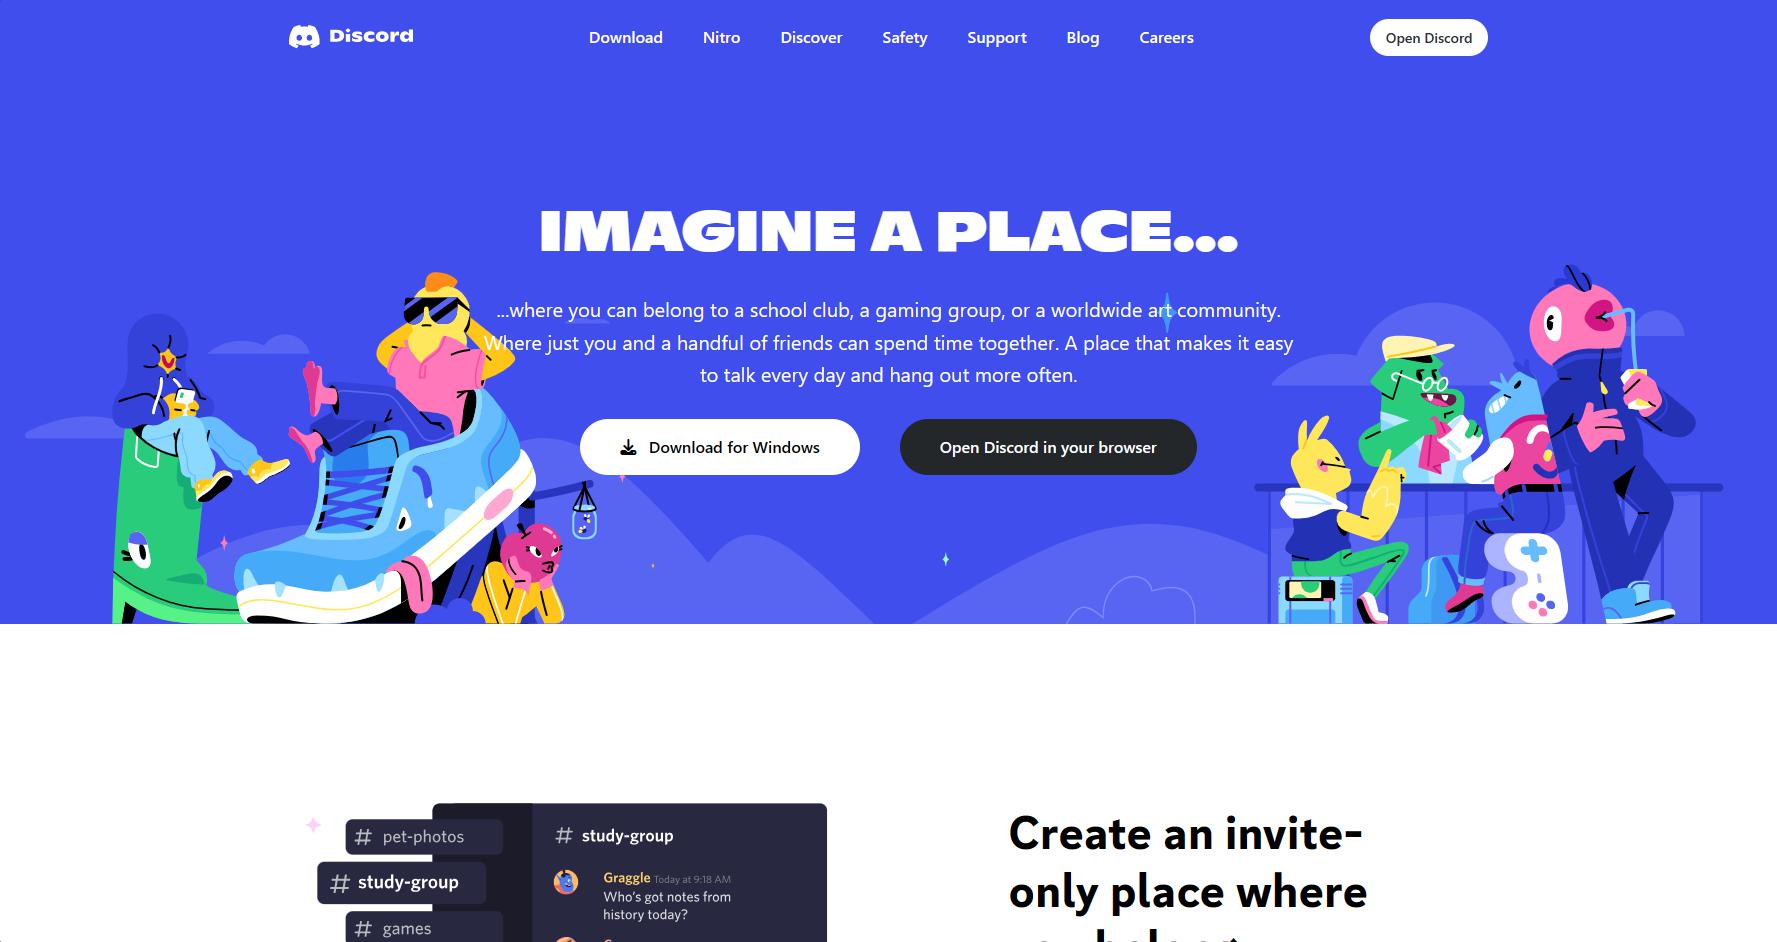 Discord
Download Nitro Discover Safety Support Blog Careers
Open Discord
IMAGINE A PLACE...
...where you can belong to a school club, a gaming group, or a worldwide art community.
Where just you and a handful of friends can spend time together. A place that makes it easy
to talk every day and hang out more often.
Download for Windows
Open Discord in your browser
# pet-photos
# study-group
# games
# study-group
Graggle Today at 9:18 AM
Who's got notes from
history today?
Create an invite-
only place where